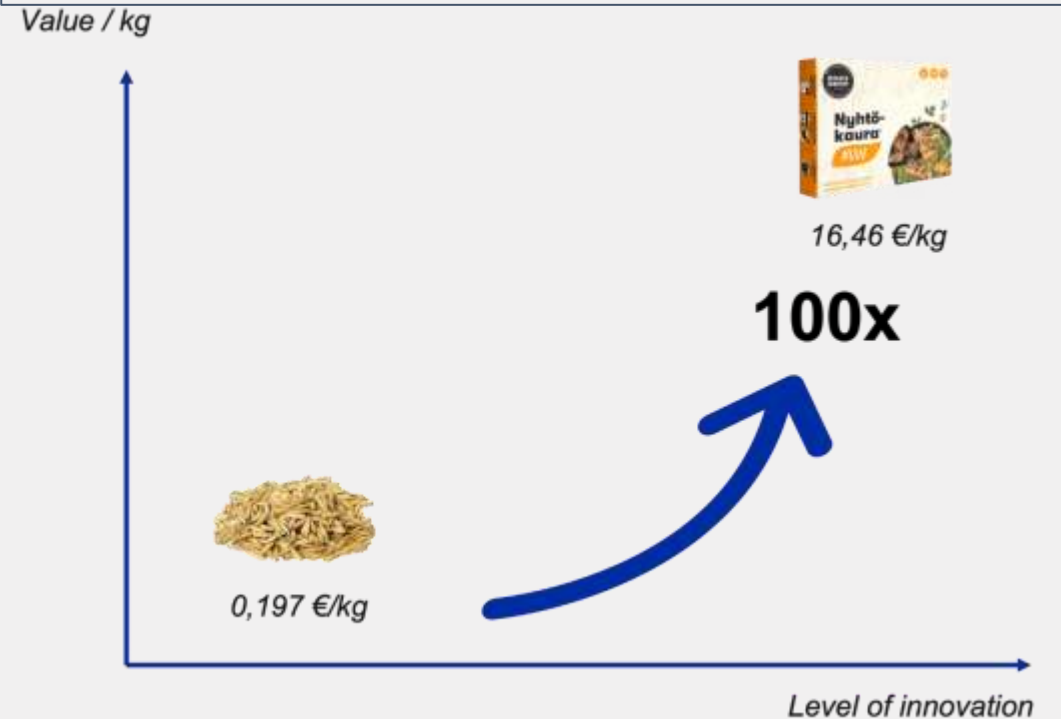 Value / kg
Nyhtö-
kaura
16,46 €/kg
100x
0,197 €/kg
Level of innovation